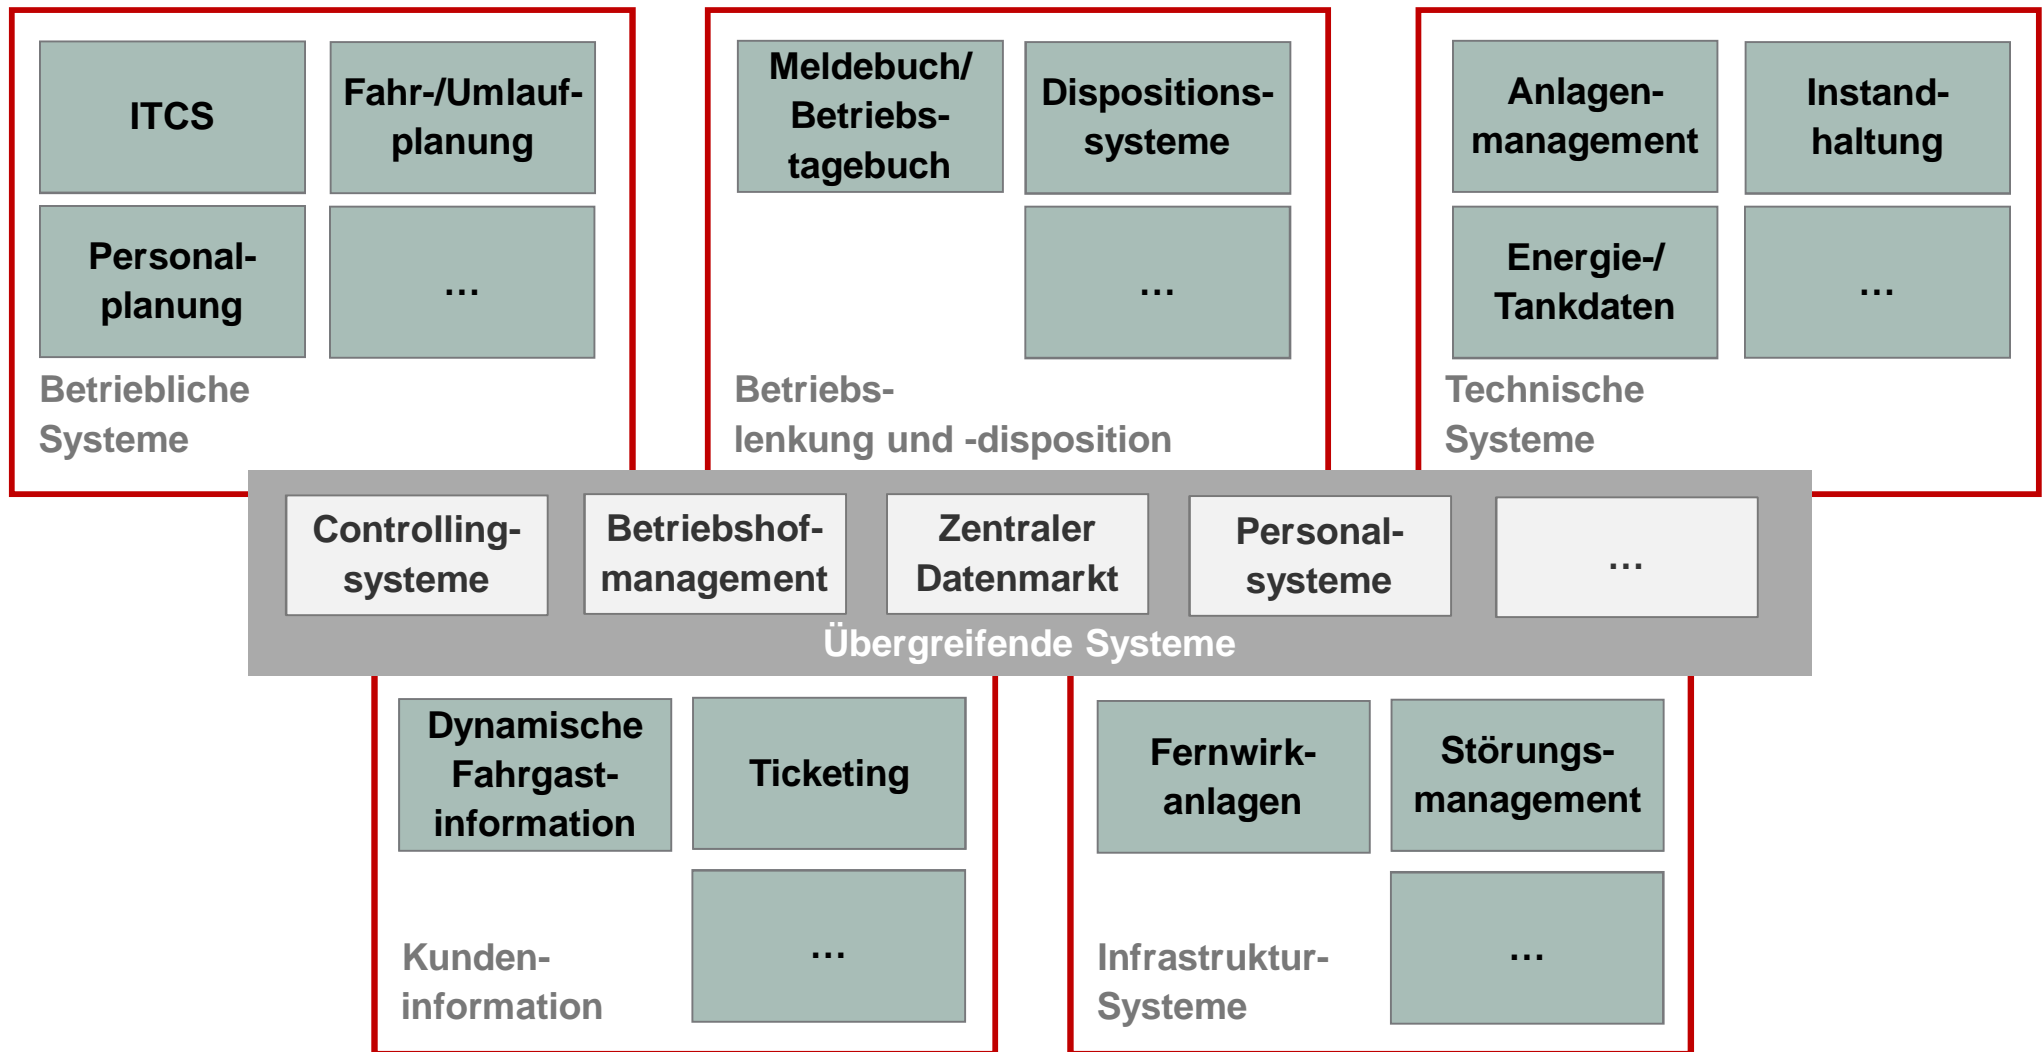 ITCS
Fahr-/Umlauf-
planung
Personal-
planung
…
Betriebliche
Systeme
Meldebuch/
Betriebs-
tagebuch
Dispositions-
systeme
…
Betriebs-
lenkung und -disposition
Anlagen-
management
Instand-
haltung
Energie-/
Tankdaten
…
Technische
Systeme
Controlling-
systeme
Betriebshof-
management
Zentraler
Datenmarkt
Personal-
systeme
…
Übergreifende Systeme
Dynamische
Fahrgast-
information
Ticketing
…
Kunden-
information
Fernwirk-
anlagen
Störungs-
management
…
Infrastruktur-
Systeme